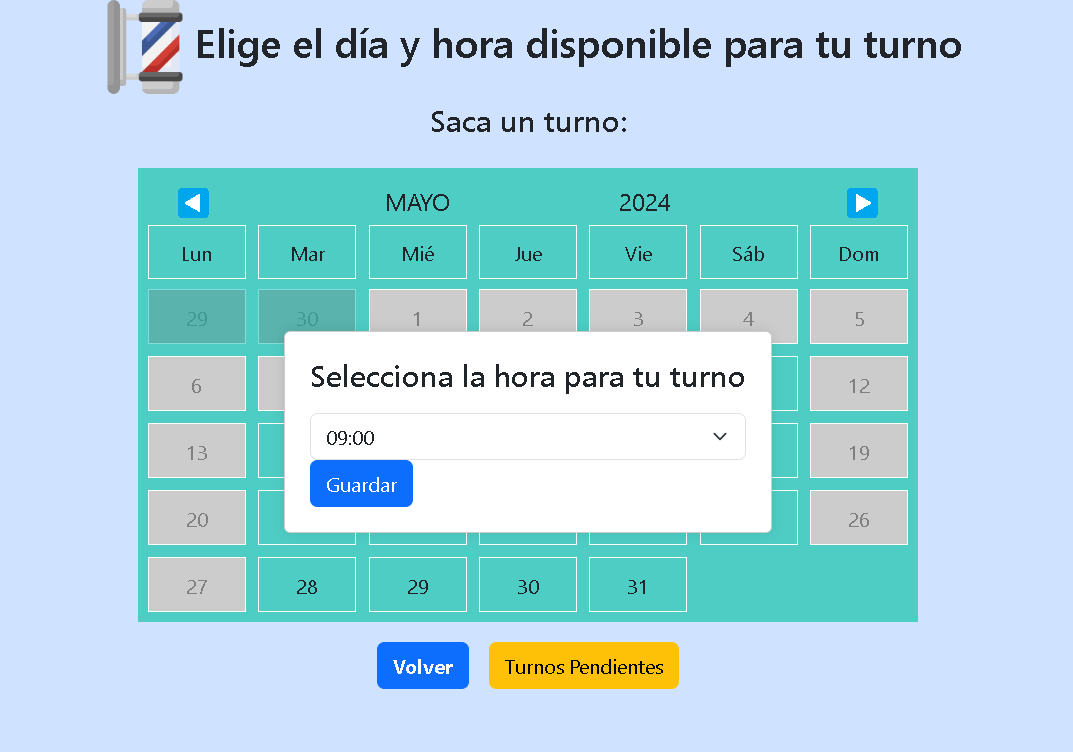 Elige el día y hora disponible para tu turno
Saca un turno:
MAYO 2024
Lun Mar Mié Jue Vie Sáb Dom
29 30 1 2 3 4 5
6 12
Selecciona la hora para tu turno
09:00
13 19
Guardar
20 26
27 28 29 30 31
Volver Turnos Pendientes